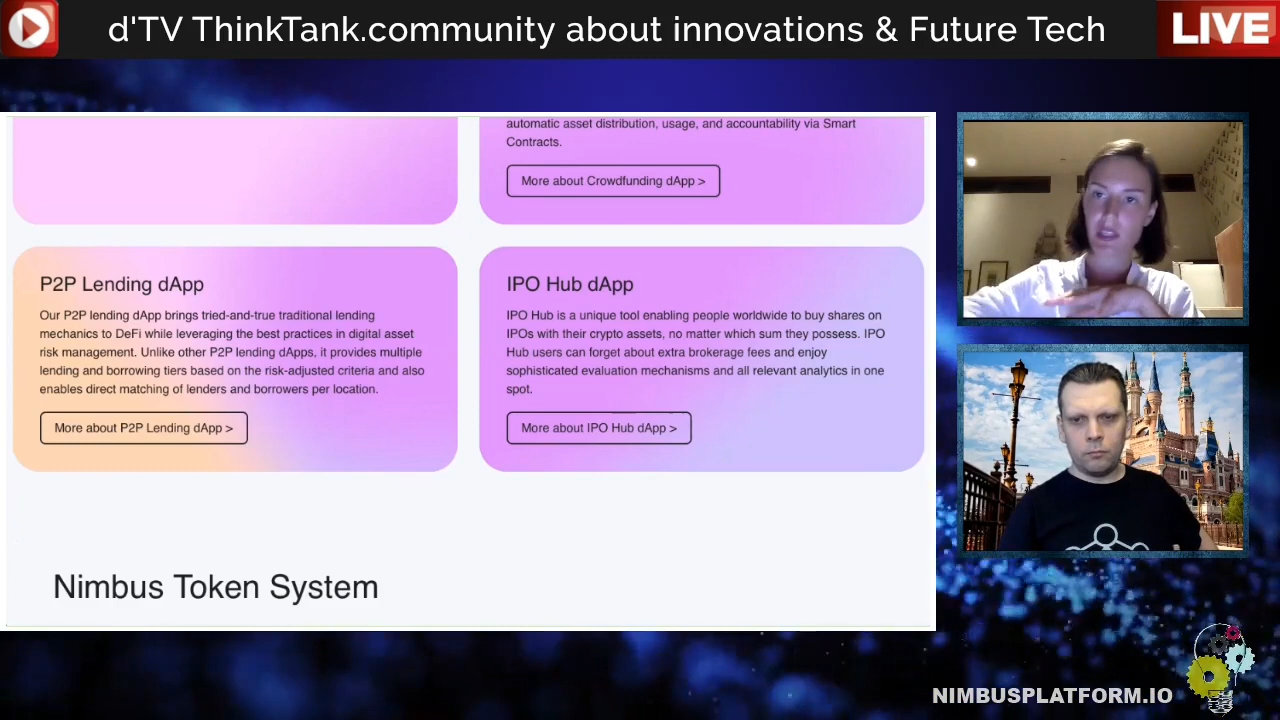 d'TV ThinkTank.community about innovations & Future Tech
LIVE
automatic asset distribution, usage, and accountability via Smart
Contracts.
More about Crowdfunding dApp >
P2P Lending dApp
Our P2P lending dApp brings tried-and-true traditional lending
mechanics to DeFi while leveraging the best practices in digital asset
risk management. Unlike other P2P lending dApps, it provides multiple
lending and borrowing tiers based on the risk-adjusted criteria and also
enables direct matching of lenders and borrowers per location.
More about P2P Lending dApp >
IPO Hub dApp
IPO Hub is a unique tool enabling people worldwide to buy shares on
IPOs with their crypto assets, no matter which sum they possess. IPO
Hub users can forget about extra brokerage fees and enjoy
sophisticated evaluation mechanisms and all relevant analytics in one
spot.
More about IPO Hub dApp >
Nimbus Token System
NIMBUSPLATFORM.IO